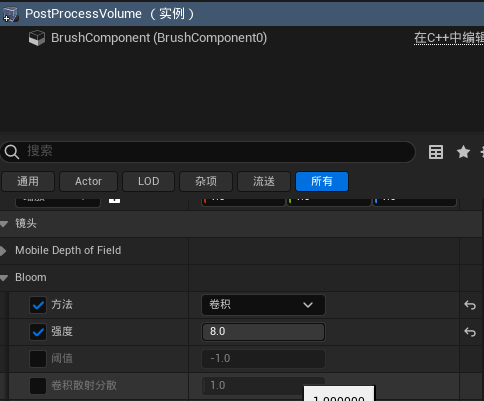 PostProcessVolume （实例）
BrushComponent (BrushComponent0)
在C++中编辑
搜索
通用 Actor LOD 杂项 流送 所有
镜头
Mobile Depth of Field
Bloom
方法 卷积
强度 8.0
阈值 -1.0
卷积散射分散 1.0
1.000000